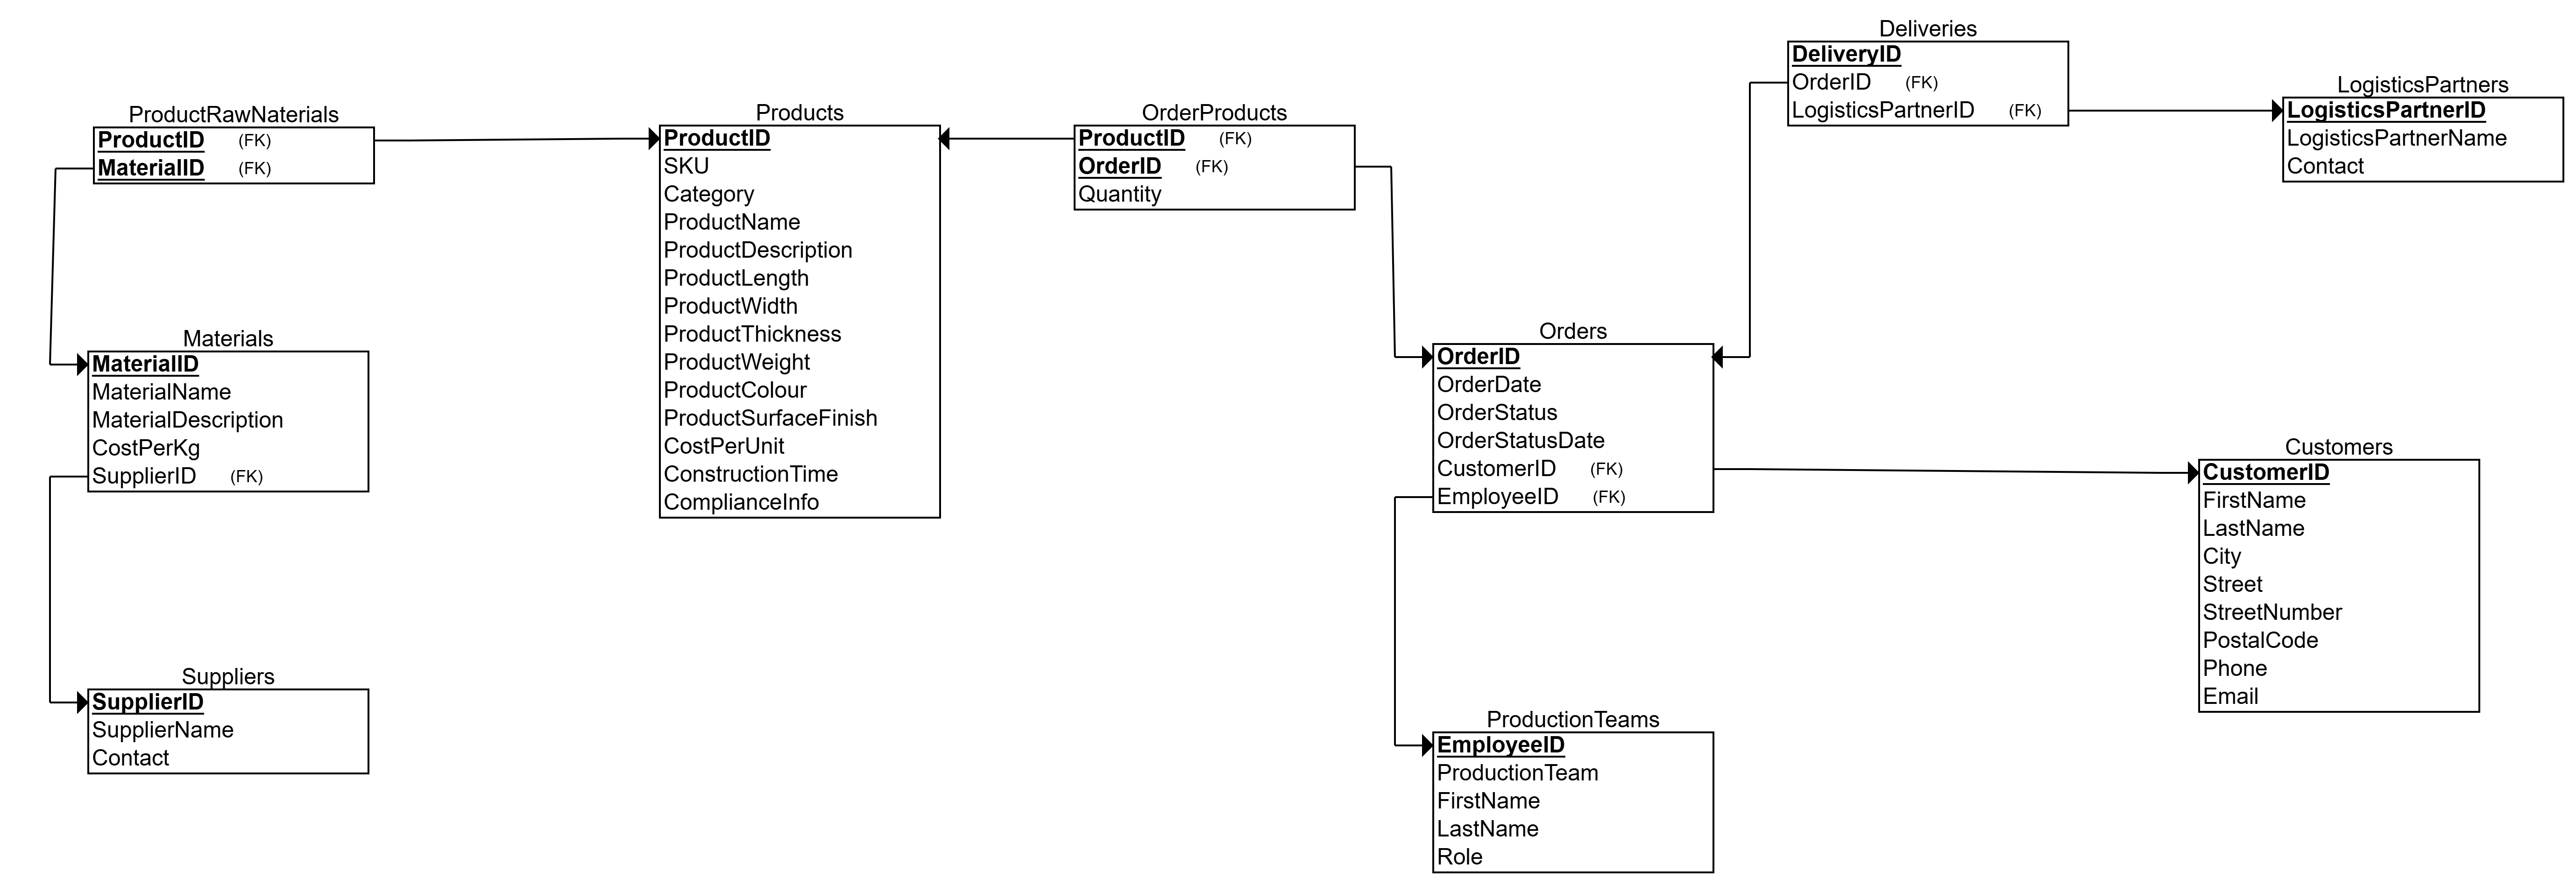 Deliveries
DeliveryID
OrderID (FK)
LogisticsPartnerID (FK)
LogisticsPartners
LogisticsPartnerID
LogisticsPartnerName
Contact
ProductRawNaterials
ProductID (FK)
MaterialID (FK)
Products
ProductID
SKU
Category
ProductName
ProductDescription
ProductLength
ProductWidth
ProductThickness
ProductWeight
ProductColour
ProductSurfaceFinish
CostPerUnit
ConstructionTime
ComplianceInfo
OrderProducts
ProductID (FK)
OrderID (FK)
Quantity
Materials
MaterialID
MaterialName
MaterialDescription
CostPerKg
SupplierID (FK)
Orders
OrderID
OrderDate
OrderStatus
OrderStatusDate
CustomerID (FK)
EmployeeID (FK)
Customers
CustomerID
FirstName
LastName
City
Street
StreetNumber
PostalCode
Phone
Email
Suppliers
SupplierID
SupplierName
Contact
ProductionTeams
EmployeeID
ProductionTeam
FirstName
LastName
Role